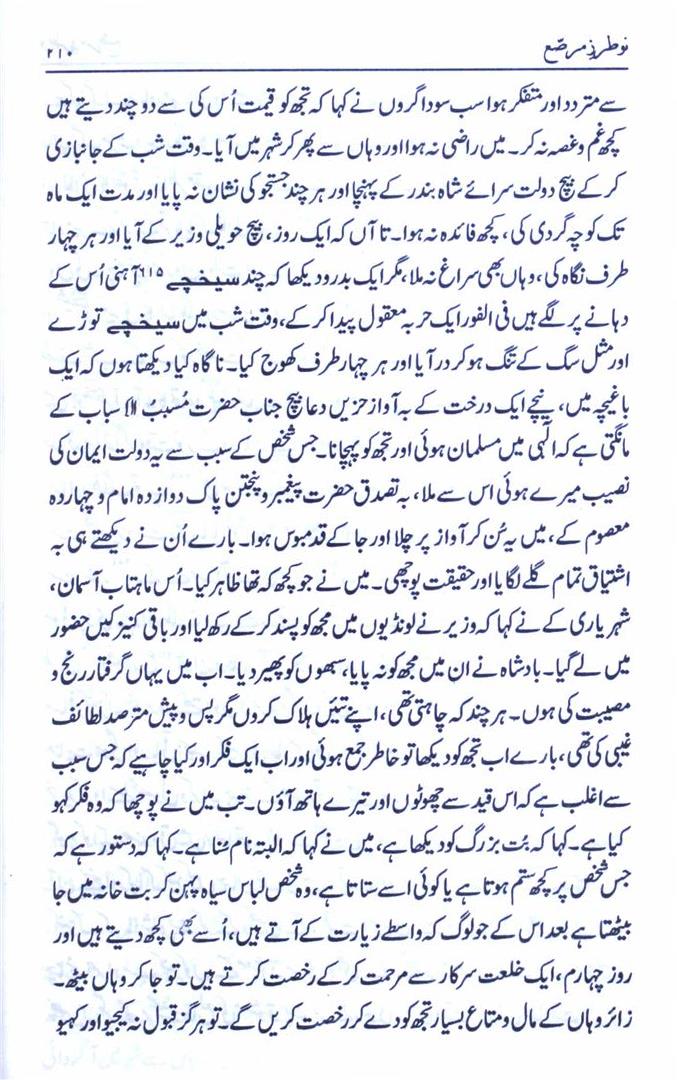 نوطرزِ مرصّع
۲۱۰
سے متردد اور متفکر ہوا سب سوداگروں نے کہا کہ تجھ کو قیمت اُس کی سے دو چند دیتے ہیں
کچھ غم و غصہ نہ کر۔ میں راضی نہ ہوا اور وہاں سے پھر کر شہر میں آیا۔ وقت شب کے جانبازی
کر کے بیچ دولت سرائے شاہ بندر کے پہنچا اور ہر چند جستجو کی نشان نہ پایا اور مدت ایک ماہ
تک کوچہ گردی کی، کچھ فائدہ نہ ہوا۔ تا آں کہ ایک روز، بیچ حویلی وزیر کے آیا اور ہر چہار
طرف نگاہ کی، وہاں بھی سراغ نہ ملا، مگر ایک بدرو دیکھا کہ چند سیخچے ۶۱۵ آہنی اُس کے
دہانے پر لگے ہیں فی الفور ایک حربہ معقول پیدا کر کے، وقت شب میں سیخچے توڑے
اور مثل سگ کے تنگ ہو کر در آیا اور ہر چہار طرف کھوج کیا۔ ناگاہ کیا دیکھتا ہوں کہ ایک
باغیچہ میں، نیچے ایک درخت کے بہ آواز حزیں دعا بیچ جناب حضرت مُسببُ الاسباب کے
مانگتی ہے کہ الٰہی میں مسلمان ہوئی اور تجھ کو پہچانا۔ جس شخص کے سبب سے یہ دولت ایمان کی
نصیب میرے ہوئی اس سے ملا، بہ تصدق حضرت پیغمبر و پنجتن پاک دوازدہ امام و چہاردہ
معصوم کے، میں یہ سُن کر آواز پر چلا اور جا کے قدمبوس ہوا۔ بارے اُن نے دیکھتے ہی بہ
اشتیاق تمام گلے لگایا اور حقیقت پوچھی۔ میں نے جو کچھ کہ تھا ظاہر کیا۔ اُس ماہتاب آسمان،
شہریاری کے نے کہا کہ وزیر نے لونڈیوں میں مجھ کو پسند کر کے رکھ لیا اور باقی کنیز کیں حضور
میں لے گیا۔ بادشاہ نے ان میں مجھ کو نہ پایا، سبھوں کو پھیر دیا۔ اب میں یہاں گرفتار رنج و
مصیبت کی ہوں۔ ہر چند کہ چاہتی تھی، اپنے تئیں ہلاک کروں مگر پس و پیش مترصد لطائف
غیبی کی تھی، بارے اب تجھ کو دیکھا تو خاطر جمع ہوئی اور اب ایک فکر اور کیا چاہیے کہ جس سبب
سے اغلب ہے کہ اس قید سے چھوٹوں اور تیرے ہاتھ آؤں۔ تب میں نے پوچھا کہ وہ فکر کہو
کیا ہے۔ کہا کہ بُت بزرگ کو دیکھا ہے، میں نے کہا کہ البتہ نام سُنا ہے۔ کہا کہ دستور ہے کہ
جس شخص پر کچھ ستم ہوتا ہے یا کوئی اسے ستاتا ہے، وہ شخص لباس سیاہ پہن کر بت خانہ میں جا
بیٹھتا ہے بعد اس کے جو لوگ کہ واسطے زیارت کے آتے ہیں، اُسے بھی کچھ دیتے ہیں اور
روز چہارم، ایک خلعت سرکار سے مرحمت کر کے رخصت کرتے ہیں۔ تو جا کر وہاں بیٹھ۔
زائر وہاں کے مال و متاع بسیار تجھ کو دے کر رخصت کریں گے۔ تو ہرگز قبول نہ کیجیو اور کہیو